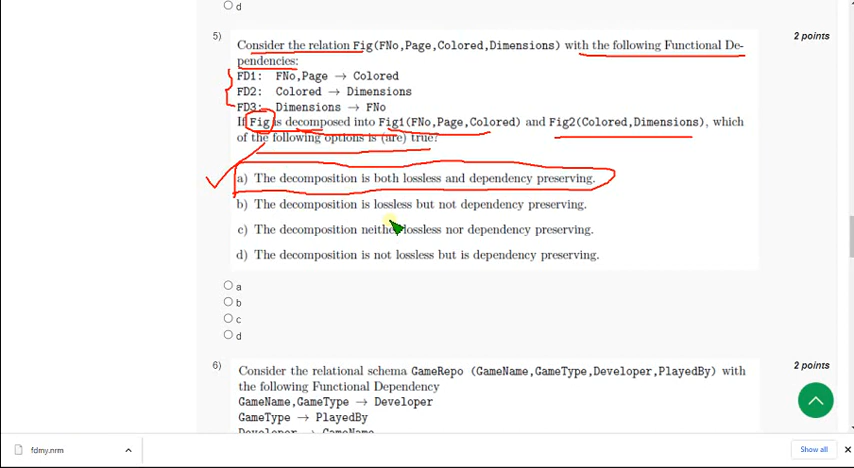 d
5)
Consider the relation Fig(FNo,Page,Colored,Dimensions) with the following Functional De-
2 points
pendencies:
FD1: FNo,Page → Colored
FD2: Colored → Dimensions
FD3: Dimensions → FNo
If Fig is decomposed into Fig1(FNo,Page,Colored) and Fig2(Colored,Dimensions), which
of the following options is (are) true?
a) The decomposition is both lossless and dependency preserving.
b) The decomposition is lossless but not dependency preserving.
c) The decomposition neither lossless nor dependency preserving.
d) The decomposition is not lossless but is dependency preserving.
a
b
c
d
6)
Consider the relational schema GameRepo (GameName,GameType,Developer,PlayedBy) with
2 points
the following Functional Dependency
GameName,GameType → Developer
GameType → PlayedBy
Developer → GameName
fdmy.nrm
Show all